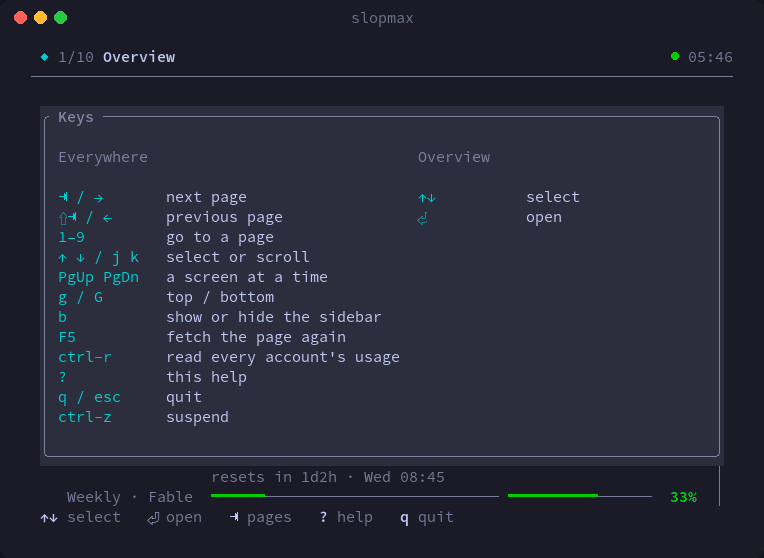 slopmax
◆ 1/10 Overview ● 05:46
Keys
Everywhere Overview
⇥ / → next page ↑↓ select
⇧⇥ / ← previous page ⏎ open
1-9 go to a page
↑ ↓ / j k select or scroll
PgUp PgDn a screen at a time
g / G top / bottom
b show or hide the sidebar
F5 fetch the page again
ctrl-r read every account's usage
? this help
q / esc quit
ctrl-z suspend
resets in 1d2h · Wed 08:45
Weekly · Fable 33%
↑↓ select ⏎ open ⇥ pages ? help q quit